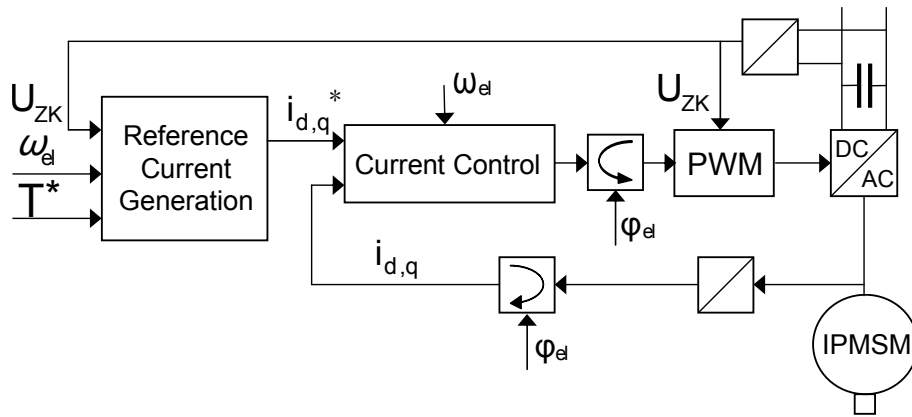 U_ZK
ω_el
T*
Reference
Current
Generation
i_d,q*
ω_el
Current Control
φ_el
U_ZK
PWM
DC
AC
i_d,q
φ_el
IPMSM